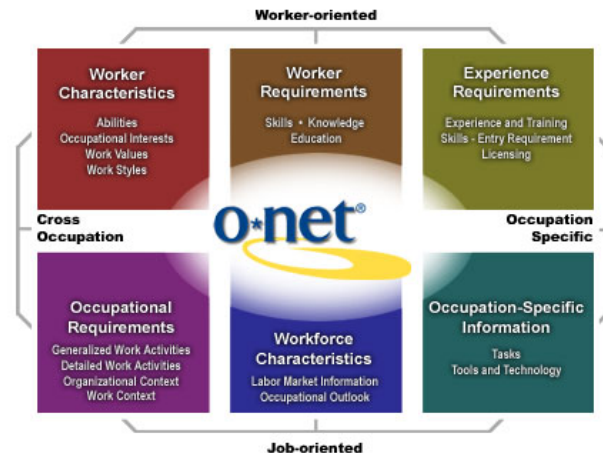 Worker-oriented
Worker
Characteristics
Abilities
Occupational Interests
Work Values
Work Styles
Worker
Requirements
Skills • Knowledge
Education
Experience
Requirements
Experience and Training
Skills - Entry Requirement
Licensing
Cross
Occupation
o*net®
Occupation
Specific
Occupational
Requirements
Generalized Work Activities
Detailed Work Activities
Organizational Context
Work Context
Workforce
Characteristics
Labor Market Information
Occupational Outlook
Occupation-Specific
Information
Tasks
Tools and Technology
Job-oriented